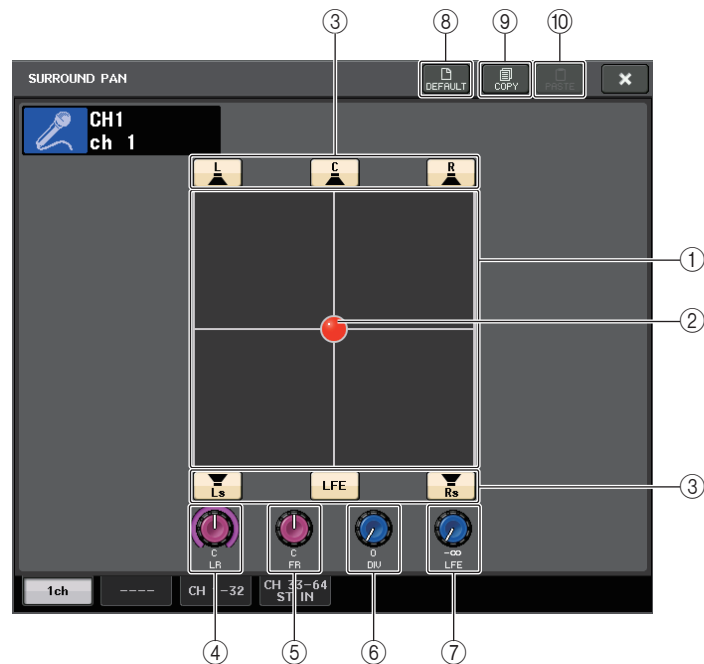 ③ ⑧ ⑨ ⑩
SURROUND PAN
DEFAULT
COPY
PASTE
CH1
ch 1
L C R
①
②
Ls LFE Rs
③
C
LR
C
FR
0
DIV
-∞
LFE
1ch
----
CH -32
CH 33-64
ST IN
④ ⑤ ⑥ ⑦